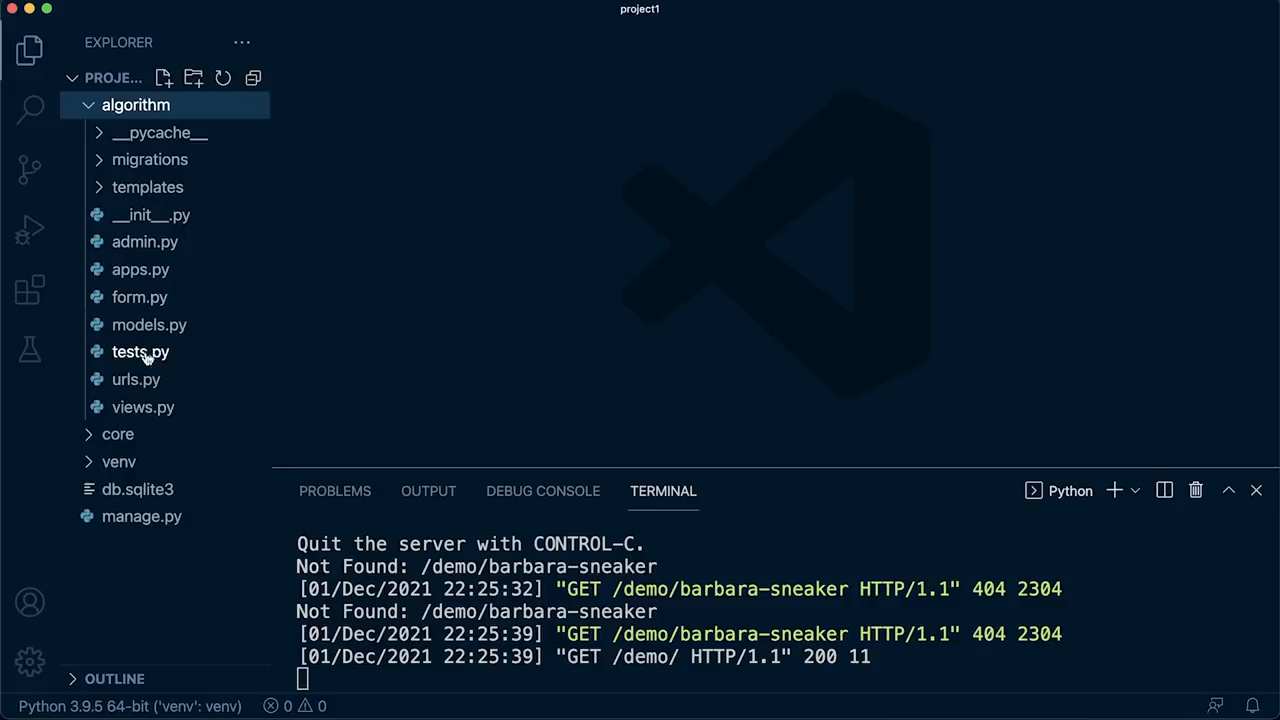 project1
EXPLORER
PROJE...
algorithm
__pycache__
migrations
templates
__init__.py
admin.py
apps.py
form.py
models.py
tests.py
urls.py
views.py
core
venv
db.sqlite3
manage.py
OUTLINE
PROBLEMS OUTPUT DEBUG CONSOLE TERMINAL
Python
Quit the server with CONTROL-C.
Not Found: /demo/barbara-sneaker
[01/Dec/2021 22:25:32] "GET /demo/barbara-sneaker HTTP/1.1" 404 2304
Not Found: /demo/barbara-sneaker
[01/Dec/2021 22:25:39] "GET /demo/barbara-sneaker HTTP/1.1" 404 2304
[01/Dec/2021 22:25:39] "GET /demo/ HTTP/1.1" 200 11
Python 3.9.5 64-bit ('venv': venv) 0 0